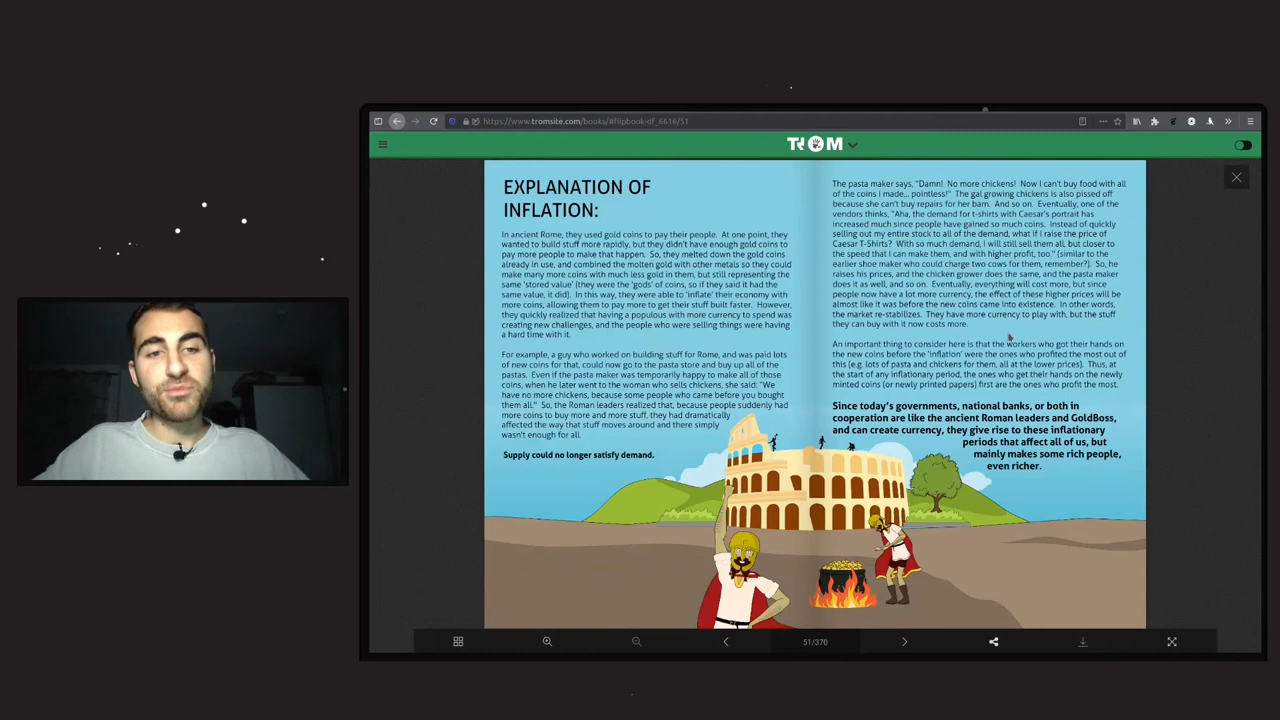 https://www.tromsite.com/books/#flipbook-df_6616/51
TROM
EXPLANATION OF
INFLATION:
In ancient Rome, they used gold coins to pay their people. At one point, they
wanted to build stuff more rapidly, but they didn't have enough gold coins to
pay more people to make that happen. So, they melted down the gold coins
already in use, and combined the molten gold with other metals so they could
make many more coins with much less gold in them, but still representing the
same 'stored value' (they were the 'gods' of coins, so if they said it had the
same value, it did). In this way, they were able to 'inflate' their economy with
more coins, allowing them to pay more to get their stuff built faster. However,
they quickly realized that having a populous with more currency to spend was
creating new challenges, and the people who were selling things were having
a hard time with it.
For example, a guy who worked on building stuff for Rome, and was paid lots
of new coins for that, could now go to the pasta store and buy up all of the
pastas. Even if the pasta maker was temporarily happy to make all of those
coins, when he later went to the woman who sells chickens, she said: "We
have no more chickens, because some people who came before you bought
them all." So, the Roman leaders realized that, because people suddenly had
more coins to buy more and more stuff, they had dramatically
affected the way that stuff moves around and there simply
wasn't enough for all.
Supply could no longer satisfy demand.
The pasta maker says, "Damn! No more chickens! Now I can't buy food with all
of the coins I made... pointless!" The gal growing chickens is also pissed off
because she can't buy repairs for her barn. And so on. Eventually, one of the
vendors thinks, "Aha, the demand for t-shirts with Caesar's portrait has
increased much since people have gained so much coins. Instead of quickly
selling out my entire stock to all of the demand, what if I raise the price of
Caesar T-Shirts? With so much demand, I will still sell them all, but closer to
the speed that I can make them, and with higher profit, too." (similar to the
earlier shoe maker who could charge two cows for them, remember?). So, he
raises his prices, and the chicken grower does the same, and the pasta maker
does it as well, and so on. Eventually, everything will cost more, but since
people now have a lot more currency, the effect of these higher prices will be
almost like it was before the new coins came into existence. In other words,
the market re-stabilizes. They have more currency to play with, but the stuff
they can buy with it now costs more.
An important thing to consider here is that the workers who got their hands on
the new coins before the 'inflation' were the ones who profited the most out of
this (e.g. lots of pasta and chickens for them, all at the lower prices). Thus, at
the start of any inflationary period, the ones who get their hands on the newly
minted coins (or newly printed papers) first are the ones who profit the most.
Since today's governments, national banks, or both in
cooperation are like the ancient Roman leaders and GoldBoss,
and can create currency, they give rise to these inflationary
periods that affect all of us, but
mainly makes some rich people,
even richer.
51/370